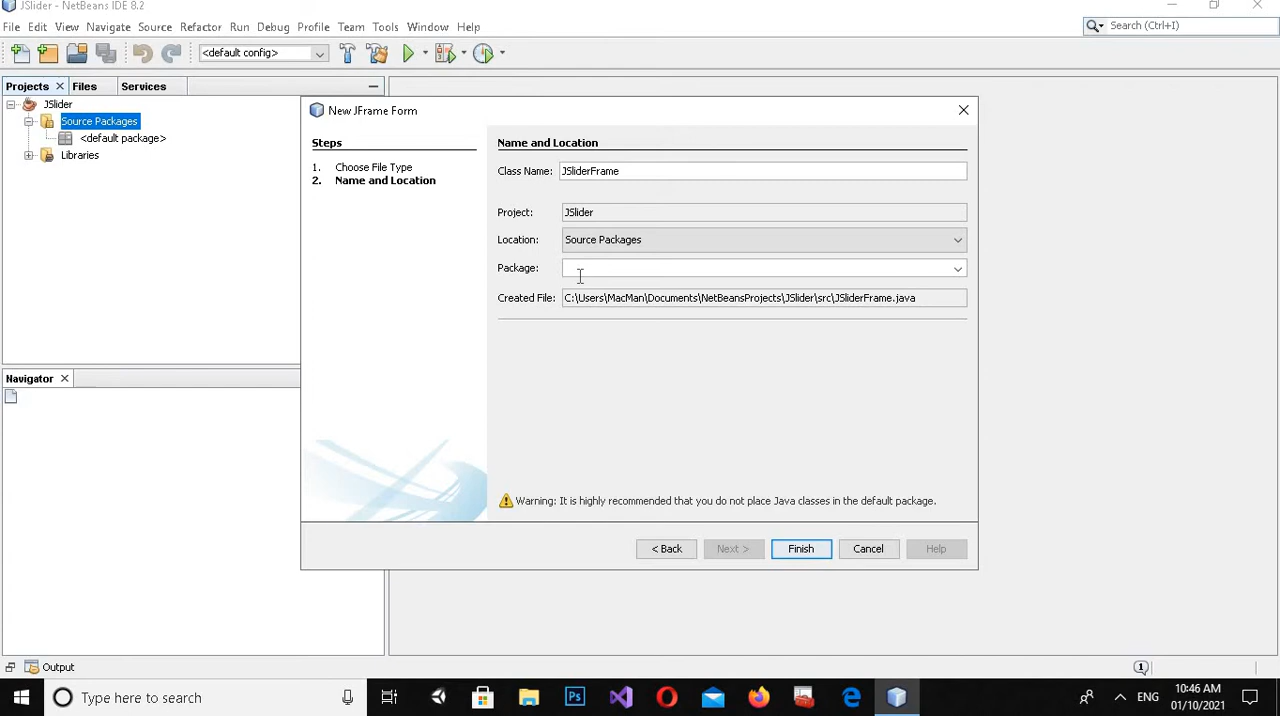 JSlider - NetBeans IDE 8.2
File Edit View Navigate Source Refactor Run Debug Profile Team Tools Window Help
Search (Ctrl+I)
<default config>
Projects Files Services
JSlider
Source Packages
<default package>
Libraries
Navigator
New JFrame Form
Steps
1. Choose File Type
2. Name and Location
Name and Location
Class Name: JSliderFrame
Project: JSlider
Location: Source Packages
Package:
Created File: C:\Users\MacMan\Documents\NetBeansProjects\JSlider\src\JSliderFrame.java
Warning: It is highly recommended that you do not place Java classes in the default package.
< Back Next > Finish Cancel Help
Output
1
Type here to search
Ps
ENG
10:46 AM
01/10/2021